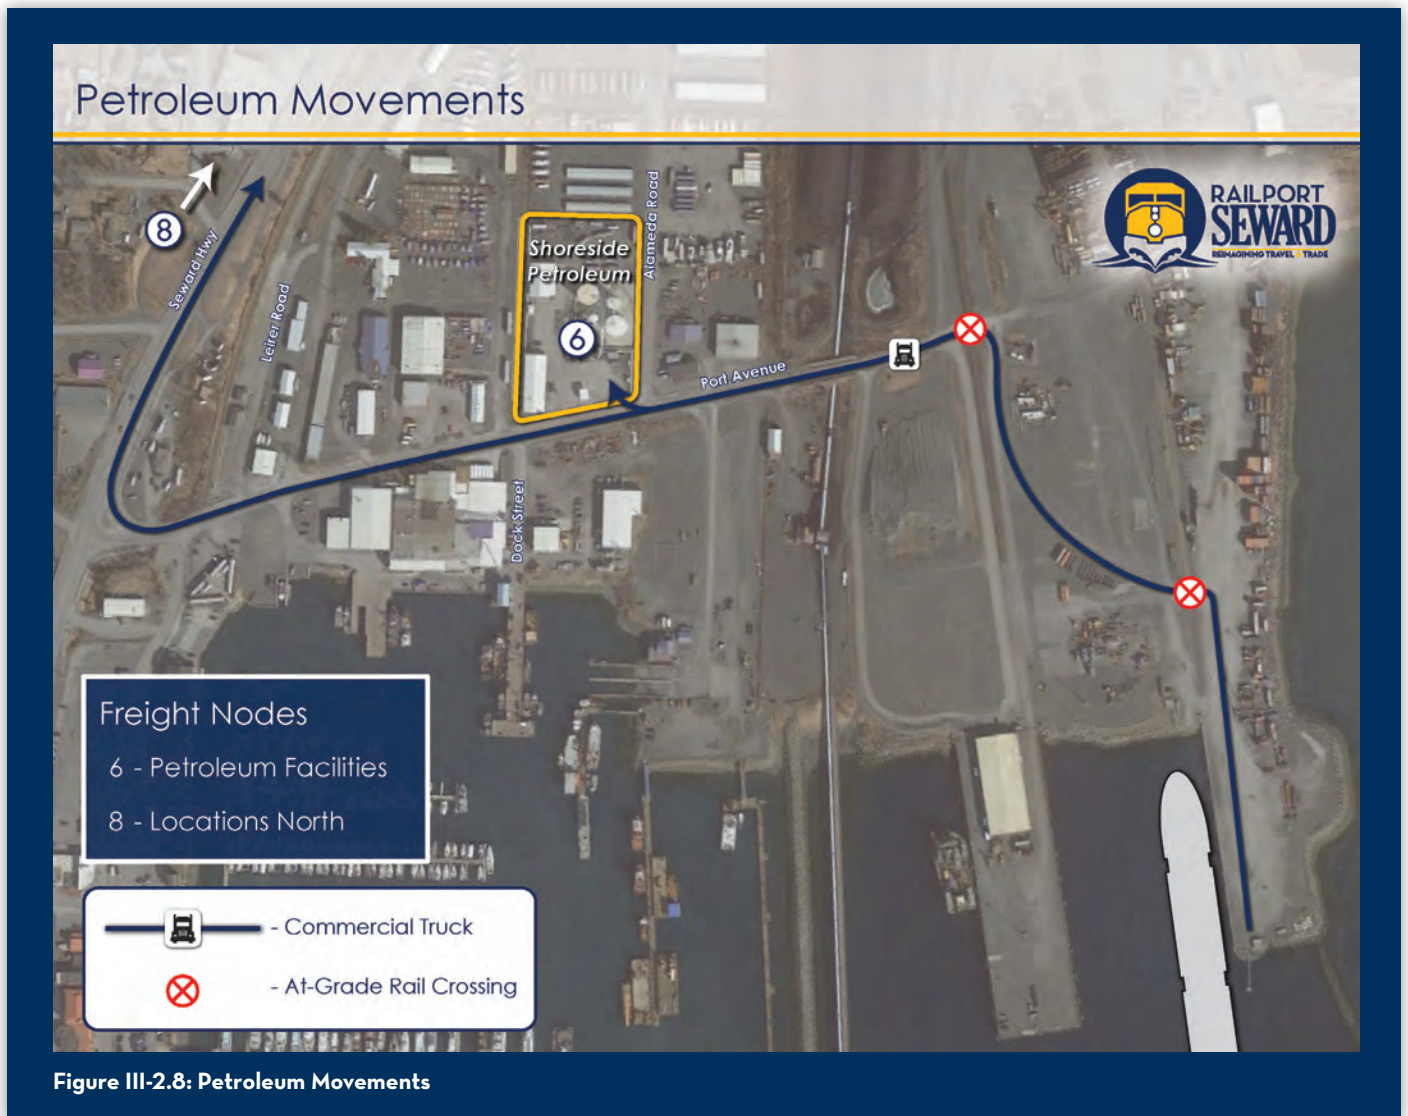 Petroleum Movements
RAILPORT
SEWARD
REIMAGINING TRAVEL & TRADE
8
Seward Hwy
Leirer Road
Shoreside
Petroleum
6
Alameda Road
Port Avenue
Dock Street
Freight Nodes
6 - Petroleum Facilities
8 - Locations North
- Commercial Truck
- At-Grade Rail Crossing
Figure III-2.8: Petroleum Movements